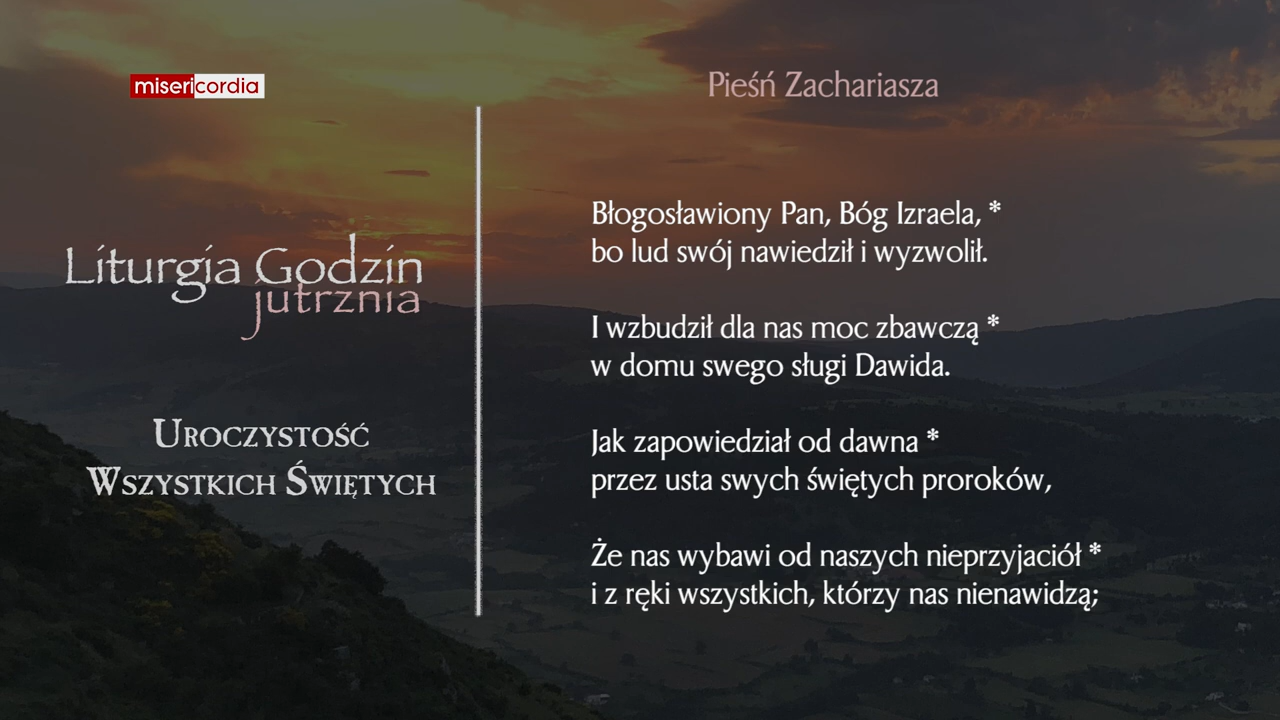 misericordia
Liturgia Godzin
jutrznia
Uroczystość
Wszystkich Świętych
Pieśń Zachariasza
Błogosławiony Pan, Bóg Izraela, *
bo lud swój nawiedził i wyzwolił.
I wzbudził dla nas moc zbawczą *
w domu swego sługi Dawida.
Jak zapowiedział od dawna *
przez usta swych świętych proroków,
Że nas wybawi od naszych nieprzyjaciół *
i z ręki wszystkich, którzy nas nienawidzą;